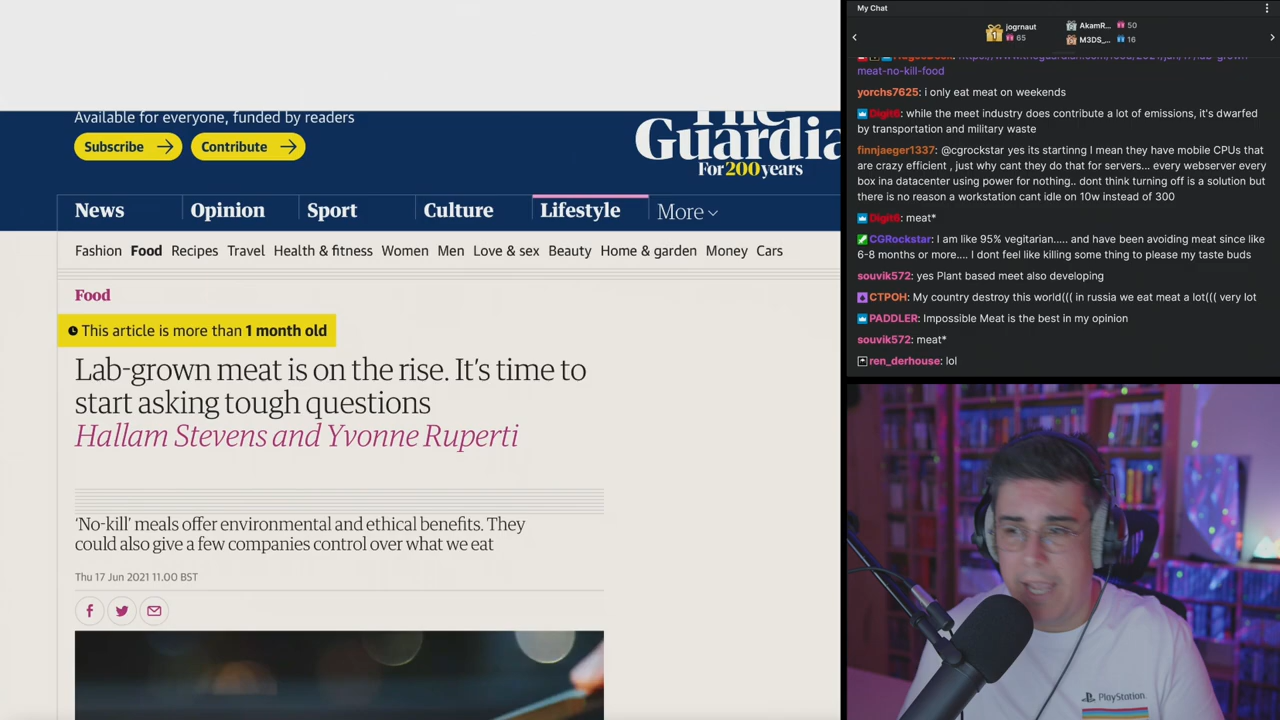 Available for everyone, funded by readers
Subscribe
Contribute
The
Guardia
For 200 years
News
Opinion
Sport
Culture
Lifestyle
More
Fashion Food Recipes Travel Health & fitness Women Men Love & sex Beauty Home & garden Money Cars
Food
This article is more than 1 month old
Lab-grown meat is on the rise. It's time to
start asking tough questions
Hallam Stevens and Yvonne Ruperti
'No-kill' meals offer environmental and ethical benefits. They
could also give a few companies control over what we eat
Thu 17 Jun 2021 11.00 BST
My Chat
jogrnaut
65
AkamR... 50
M3DS_... 16
meat-no-kill-food
yorchs7625: i only eat meat on weekends
Digit6: while the meet industry does contribute a lot of emissions, it's dwarfed
by transportation and military waste
finnjaeger1337: @cgrockstar yes its startinng I mean they have mobile CPUs that
are crazy efficient , just why cant they do that for servers... every webserver every
box ina datacenter using power for nothing.. dont think turning off is a solution but
there is no reason a workstation cant idle on 10w instead of 300
Digit6: meat*
CGRockstar: I am like 95% vegitarian..... and have been avoiding meat since like
6-8 months or more.... I dont feel like killing some thing to please my taste buds
souvik572: yes Plant based meet also developing
CTPOH: My country destroy this world((( in russia we eat meat a lot((( very lot
PADDLER: Impossible Meat is the best in my opinion
souvik572: meat*
ren_derhouse: lol
PlayStation